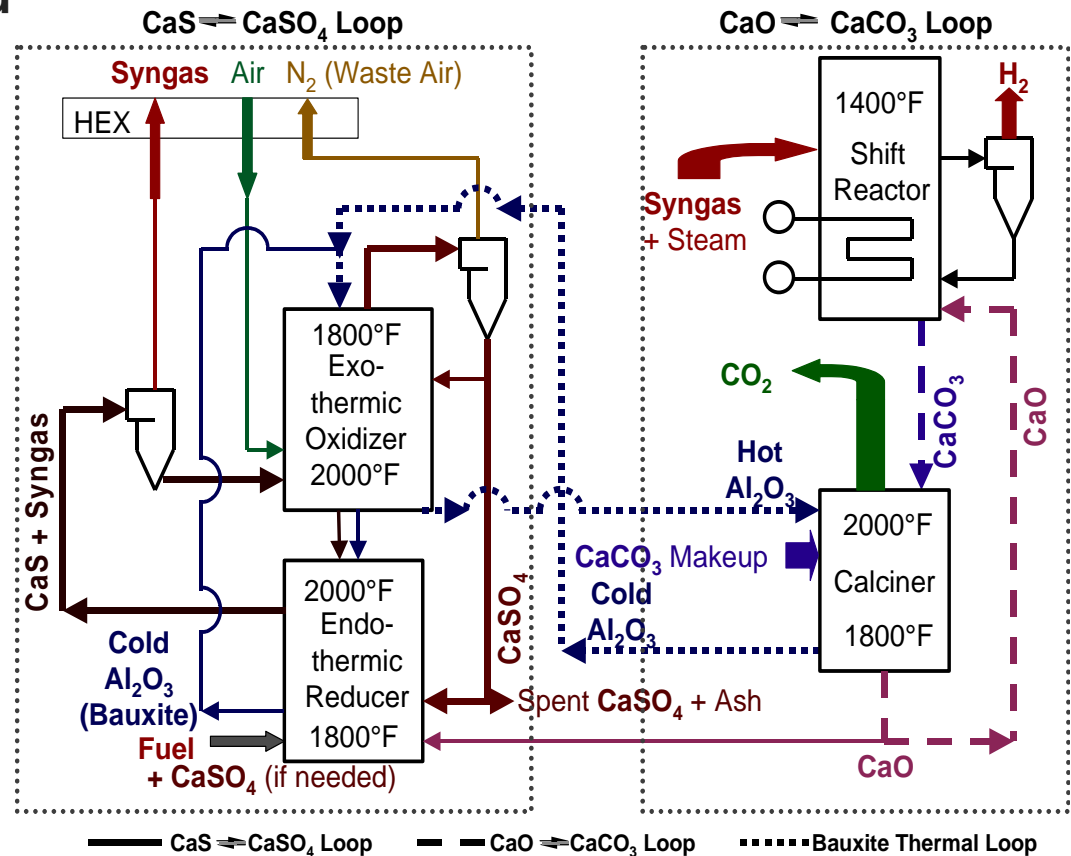 CaS ⇌ CaSO₄ Loop
CaO ⇌ CaCO₃ Loop
Syngas
Air
N₂ (Waste Air)
HEX
1800°F
Exo-
thermic
Oxidizer
2000°F
2000°F
Endo-
thermic
Reducer
1800°F
CaS + Syngas
Cold
Al₂O₃
(Bauxite)
Fuel
+ CaSO₄ (if needed)
CaSO₄
Spent CaSO₄ + Ash
H₂
1400°F
Shift
Reactor
Syngas
+ Steam
CO₂
CaCO₃
CaO
Hot
Al₂O₃
CaCO₃ Makeup
Cold
Al₂O₃
2000°F
Calciner
1800°F
CaO
CaS ⇌ CaSO₄ Loop
CaO ⇌ CaCO₃ Loop
Bauxite Thermal Loop